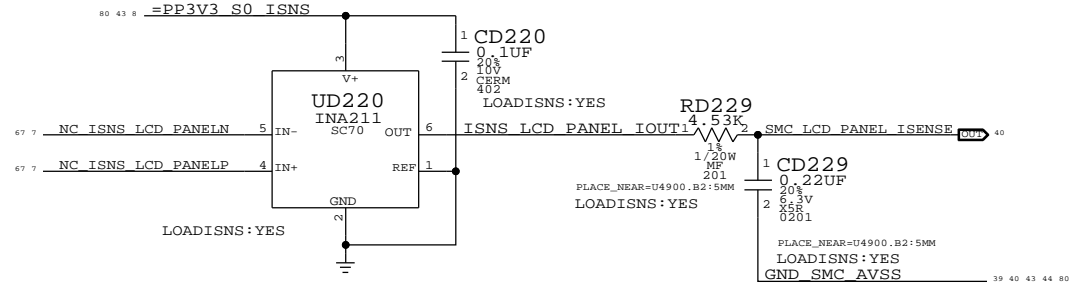 80 43 8 =PP3V3_S0_ISNS
1 CD220
0.1UF
20%
10V
2 CERM
402
LOADISNS:YES
3
V+
UD220
INA211
SC70
67 7 NC_ISNS_LCD_PANELN 5 IN- OUT 6 ISNS_LCD_PANEL_IOUT
67 7 NC_ISNS_LCD_PANELP 4 IN+ REF 1
GND
2
LOADISNS:YES
RD229
4.53K
1 2 SMC_LCD_PANEL_ISENSE OUT 40
1%
1/20W
MF
201
PLACE_NEAR=U4900.B2:5MM
LOADISNS:YES
1 CD229
0.22UF
20%
2 6.3V
X5R
0201
PLACE_NEAR=U4900.B2:5MM
LOADISNS:YES
GND_SMC_AVSS 39 40 43 44 80